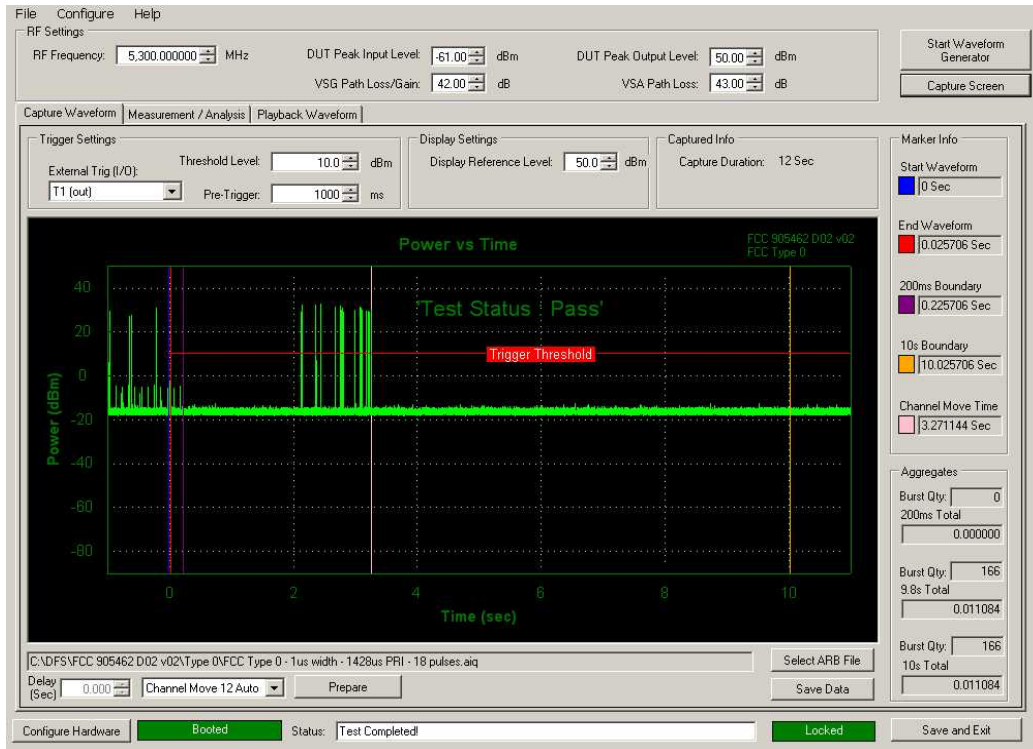 File Configure Help
RF Settings
RF Frequency: 5,300.000000 MHz DUT Peak Input Level: -61.00 dBm DUT Peak Output Level: 50.00 dBm
VSG Path Loss/Gain: 42.00 dB VSA Path Loss: 43.00 dB
Start Waveform
Generator
Capture Screen
Capture Waveform Measurement / Analysis Playback Waveform
Trigger Settings
External Trig (I/O):
T1 (out)
Threshold Level: 10.0 dBm
Pre-Trigger: 1000 ms
Display Settings
Display Reference Level: 50.0 dBm
Captured Info
Capture Duration: 12 Sec
Marker Info
Start Waveform
0 Sec
End Waveform
0.025706 Sec
200ms Boundary
0.225706 Sec
10s Boundary
10.025706 Sec
Channel Move Time
3.271144 Sec
Power vs Time
FCC 905462 D02 v02
FCC Type 0
'Test Status : Pass'
Trigger Threshold
40
20
0
-20
-40
-60
-80
Power (dBm)
0 2 4 6 8 10
Time (sec)
Aggregates
Burst Qty: 0
200ms Total
0.000000
Burst Qty: 166
9.8s Total
0.011084
Burst Qty: 166
10s Total
0.011084
C:\DFS\FCC 905462 D02 v02\Type 0\FCC Type 0 - 1us width - 1428us PRI - 18 pulses.aiq
Select ARB File
Delay
(Sec) 0.000 Channel Move 12 Auto Prepare Save Data
Configure Hardware Booted Status: Test Completed! Locked Save and Exit